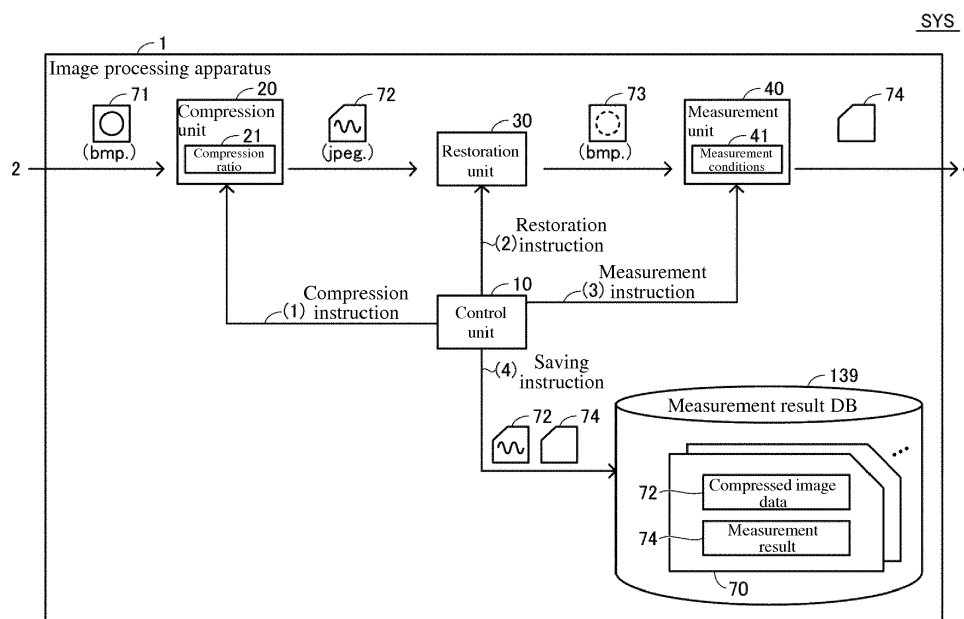 SYS
1
Image processing apparatus
71
20
72
73
40
74
Compression
unit
21
Compression
ratio
30
Restoration
unit
Measurement
unit
41
Measurement
conditions
(bmp.)
(jpeg.)
(bmp.)
2
(2) Restoration
instruction
10
Control
unit
(1) Compression
instruction
(3) Measurement
instruction
(4) Saving
instruction
139
Measurement result DB
72
74
72
Compressed image
data
74
Measurement
result
70